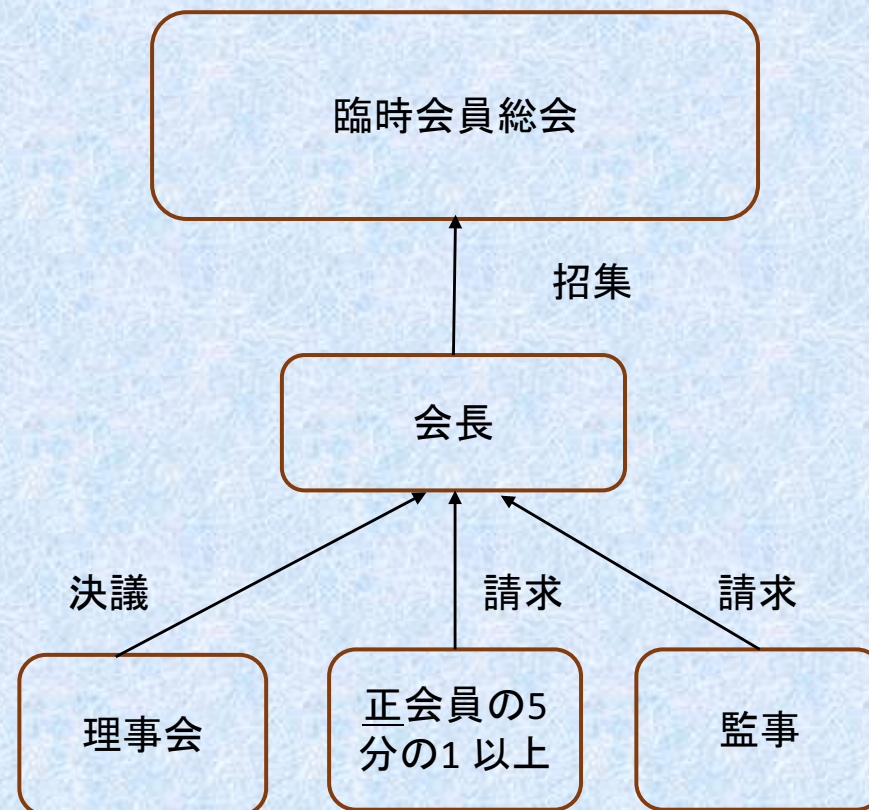 臨時会員総会
招集
会長
決議
請求
請求
理事会
正会員の5
分の1 以上
監事